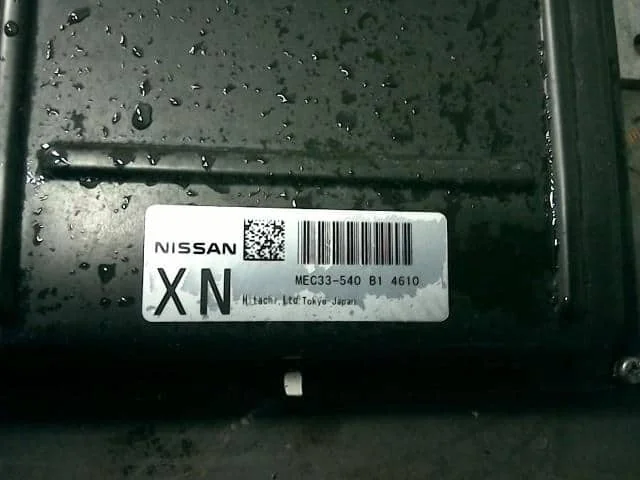 NISSAN
MEC33-540 B1 4610
XN
Hitachi, Ltd Tokyo Japan